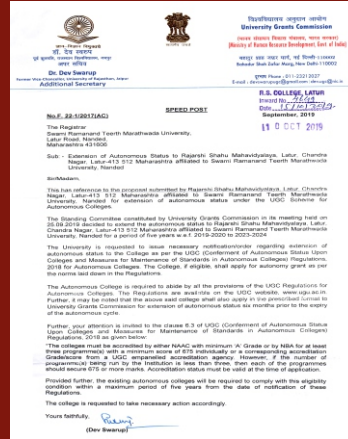 ज्ञान-विज्ञान विमुक्तये
डॉ. देव स्वरूप
अपर सचिव
Dr. Dev Swarup
Former Vice-Chancellor, University of Rajasthan, Jaipur
Additional Secretary
विश्वविद्यालय अनुदान आयोग
University Grants Commission
(Ministry of Human Resource Development, Govt. of India)
बहादुर शाह ज़फ़र मार्ग, नई दिल्ली-110002
Bahadur Shah Zafar Marg, New Delhi-110002
R.S. COLLEGE, LATUR
Inward No.
Date
SPEED POST
No.F. 22-1/2017(AC)
September, 2019
10 OCT 2019
The Registrar
Swami Ramanand Teerth Marathwada University,
Latur Road, Nanded,
Maharashtra 431606
Sub - Extension of Autonomous Status to Rajarshi Shahu Mahavidyalaya, Latur, Chandra
Nagar, Latur-413 512 Maharashtra affiliated to Swami Ramanand Teerth Marathwada
University, Nanded
Sir/Madam,
This has reference to the proposal submitted by Rajarshi Shahu Mahavidyalaya, Latur, Chandra
Nagar, Latur-413 512 Maharashtra affiliated to Swami Ramanand Teerth Marathwada
University, Nanded for extension of autonomous status under the UGC Scheme for
Autonomous Colleges.
The Standing Committee constituted by University Grants Commission in its meeting held on
25.09.2019 decided to extend the autonomous status to Rajarshi Shahu Mahavidyalaya, Latur,
Chandra Nagar, Latur-413 512 Maharashtra affiliated to Swami Ramanand Teerth Marathwada
University, Nanded for a period of five years w.e.f. 2019-2020 to 2023-2024
The University is requested to issue necessary notification/order regarding extension of
autonomous status to the College as per the UGC (Conferment of Autonomous Status Upon
Colleges and Measures for Maintenance of Standards in Autonomous Colleges) Regulations,
2018 for Autonomous Colleges. The College, if eligible, shall apply for autonomy grant as per
the norms laid down in the Regulations.
The Autonomous College is required to abide by all the provisions of the UGC Regulations for
Autonomous Colleges. The Regulations are available on the UGC website, www.ugc.ac.in.
Further, it may be noted that the above said college shall also apply in the prescribed format to
University Grants Commission for extension of autonomous status six months prior to the expiry
of the autonomous cycle.
Further, your attention is invited to the clause 6.3 of UGC (Conferment of Autonomous Status
Upon Colleges and Measures for Maintenance of Standards in Autonomous Colleges)
Regulations, 2018 as given below:
"The colleges must be accredited by either NAAC with minimum 'A' Grade or by NBA for at least
three programme(s) with a minimum score of 675 individually or a corresponding accreditation
Grade/score from a UGC empanelled accreditation agency. However, if the number of
programme(s) being run by the Institution is less than three, then each of the programmes
should secure 675 or more marks. Accreditation status must be valid at the time of application.
Provided further, the existing autonomous colleges will be required to comply with this eligibility
condition within a maximum period of five years from the date of notification of these
Regulations.
The college is requested to take necessary action accordingly.
Yours faithfully,
(Dev Swarup)